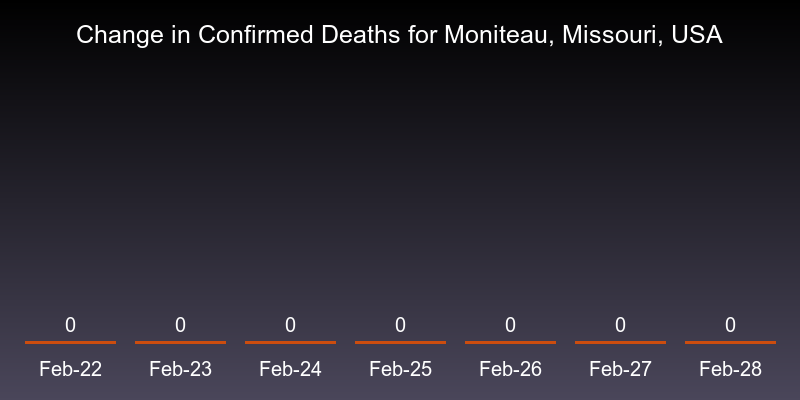 Change in Confirmed Deaths for Moniteau, Missouri, USA
0 0 0 0 0 0 0
Feb-22 Feb-23 Feb-24 Feb-25 Feb-26 Feb-27 Feb-28